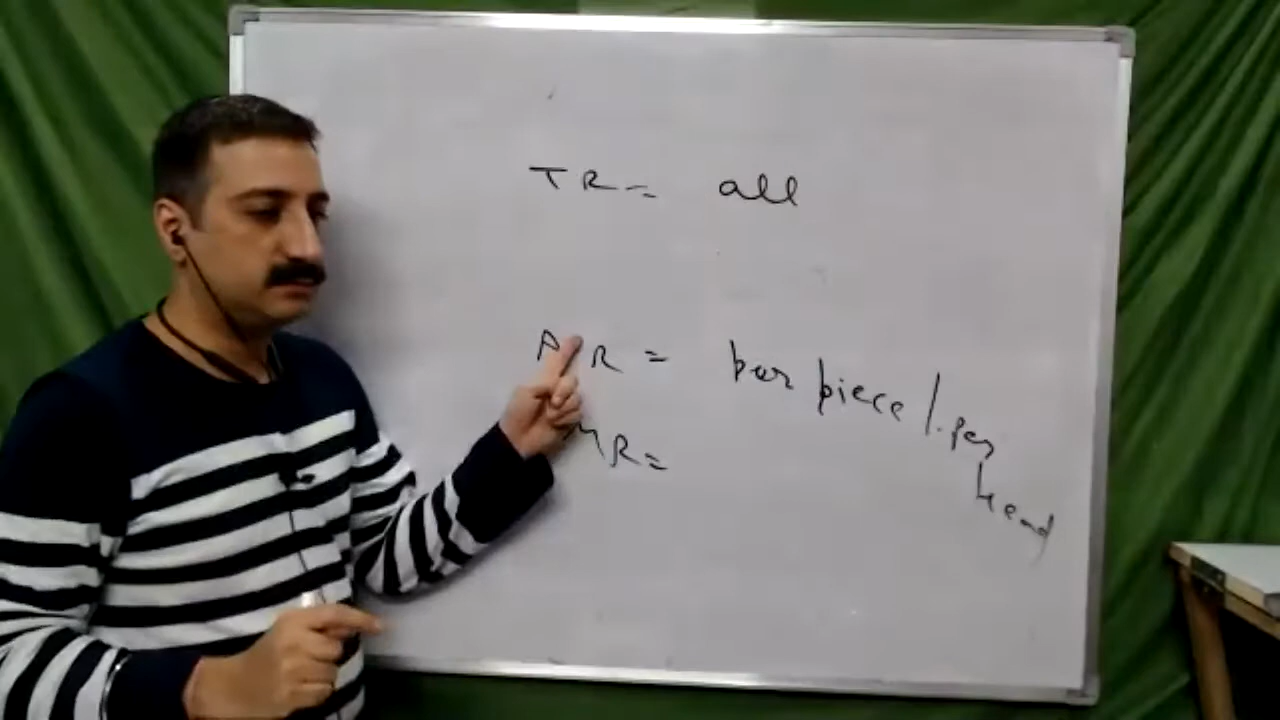 TR = all
AR = per piece / per head
MR =